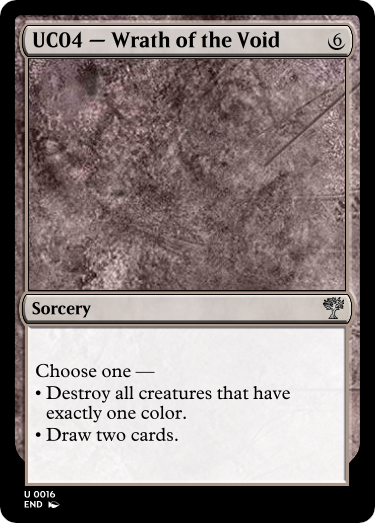 UC04 — Wrath of the Void 6
Sorcery
Choose one —
• Destroy all creatures that have
exactly one color.
• Draw two cards.
U 0016
END